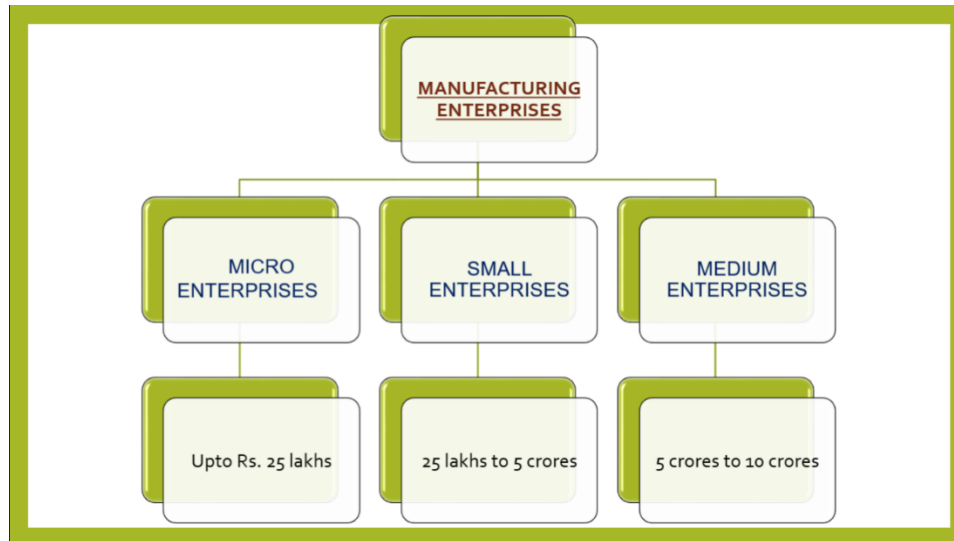 MANUFACTURING
ENTERPRISES
MICRO
ENTERPRISES
SMALL
ENTERPRISES
MEDIUM
ENTERPRISES
Upto Rs. 25 lakhs
25 lakhs to 5 crores
5 crores to 10 crores